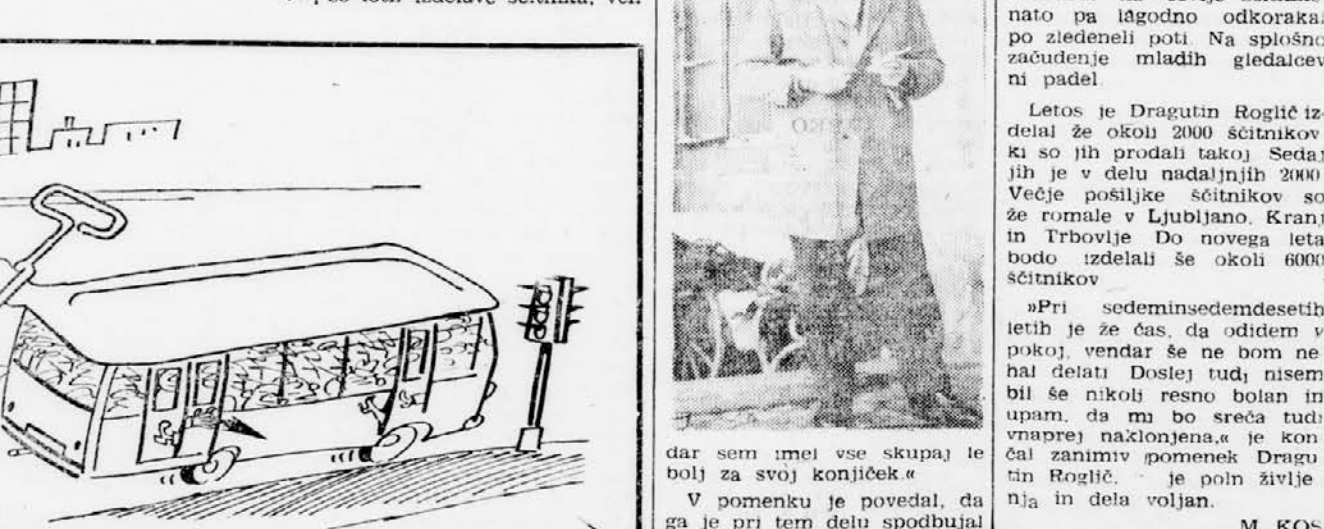 so lotil izdelave ščitnika, ven
dar sem imel vse skupaj le
bolj za svoj konjiček.«
V pomenku je povedal, da
ga je pri tem delu spodbujal
nato pa lagodno odkorakal
po zledeneli poti. Na splošno
začudenje mladih gledalcev
ni padel.
Letos je Dragutin Roglič iz-
delal že okoli 2000 ščitnikov
ki so jih prodali takoj Sedaj
jih je v delu nadaljnjih 2000
Večje pošiljke ščitnikov so
že romale v Ljubljano, Kranj
in Trbovlje Do novega leta
bodo izdelali še okoli 6000
ščitnikov
»Pri sedeminsedemdesetih
letih je že čas, da odidem v
pokoj, vendar še ne bom ne
hal delati Doslej tudi nisem
bil še nikoli resno bolan in
upam, da mi bo sreča tudi
vnaprej naklonjena,« je kon
čal zanimiv pomenek Dragu
tin Roglič. je poln življe
nja in dela voljan.
M. KOS